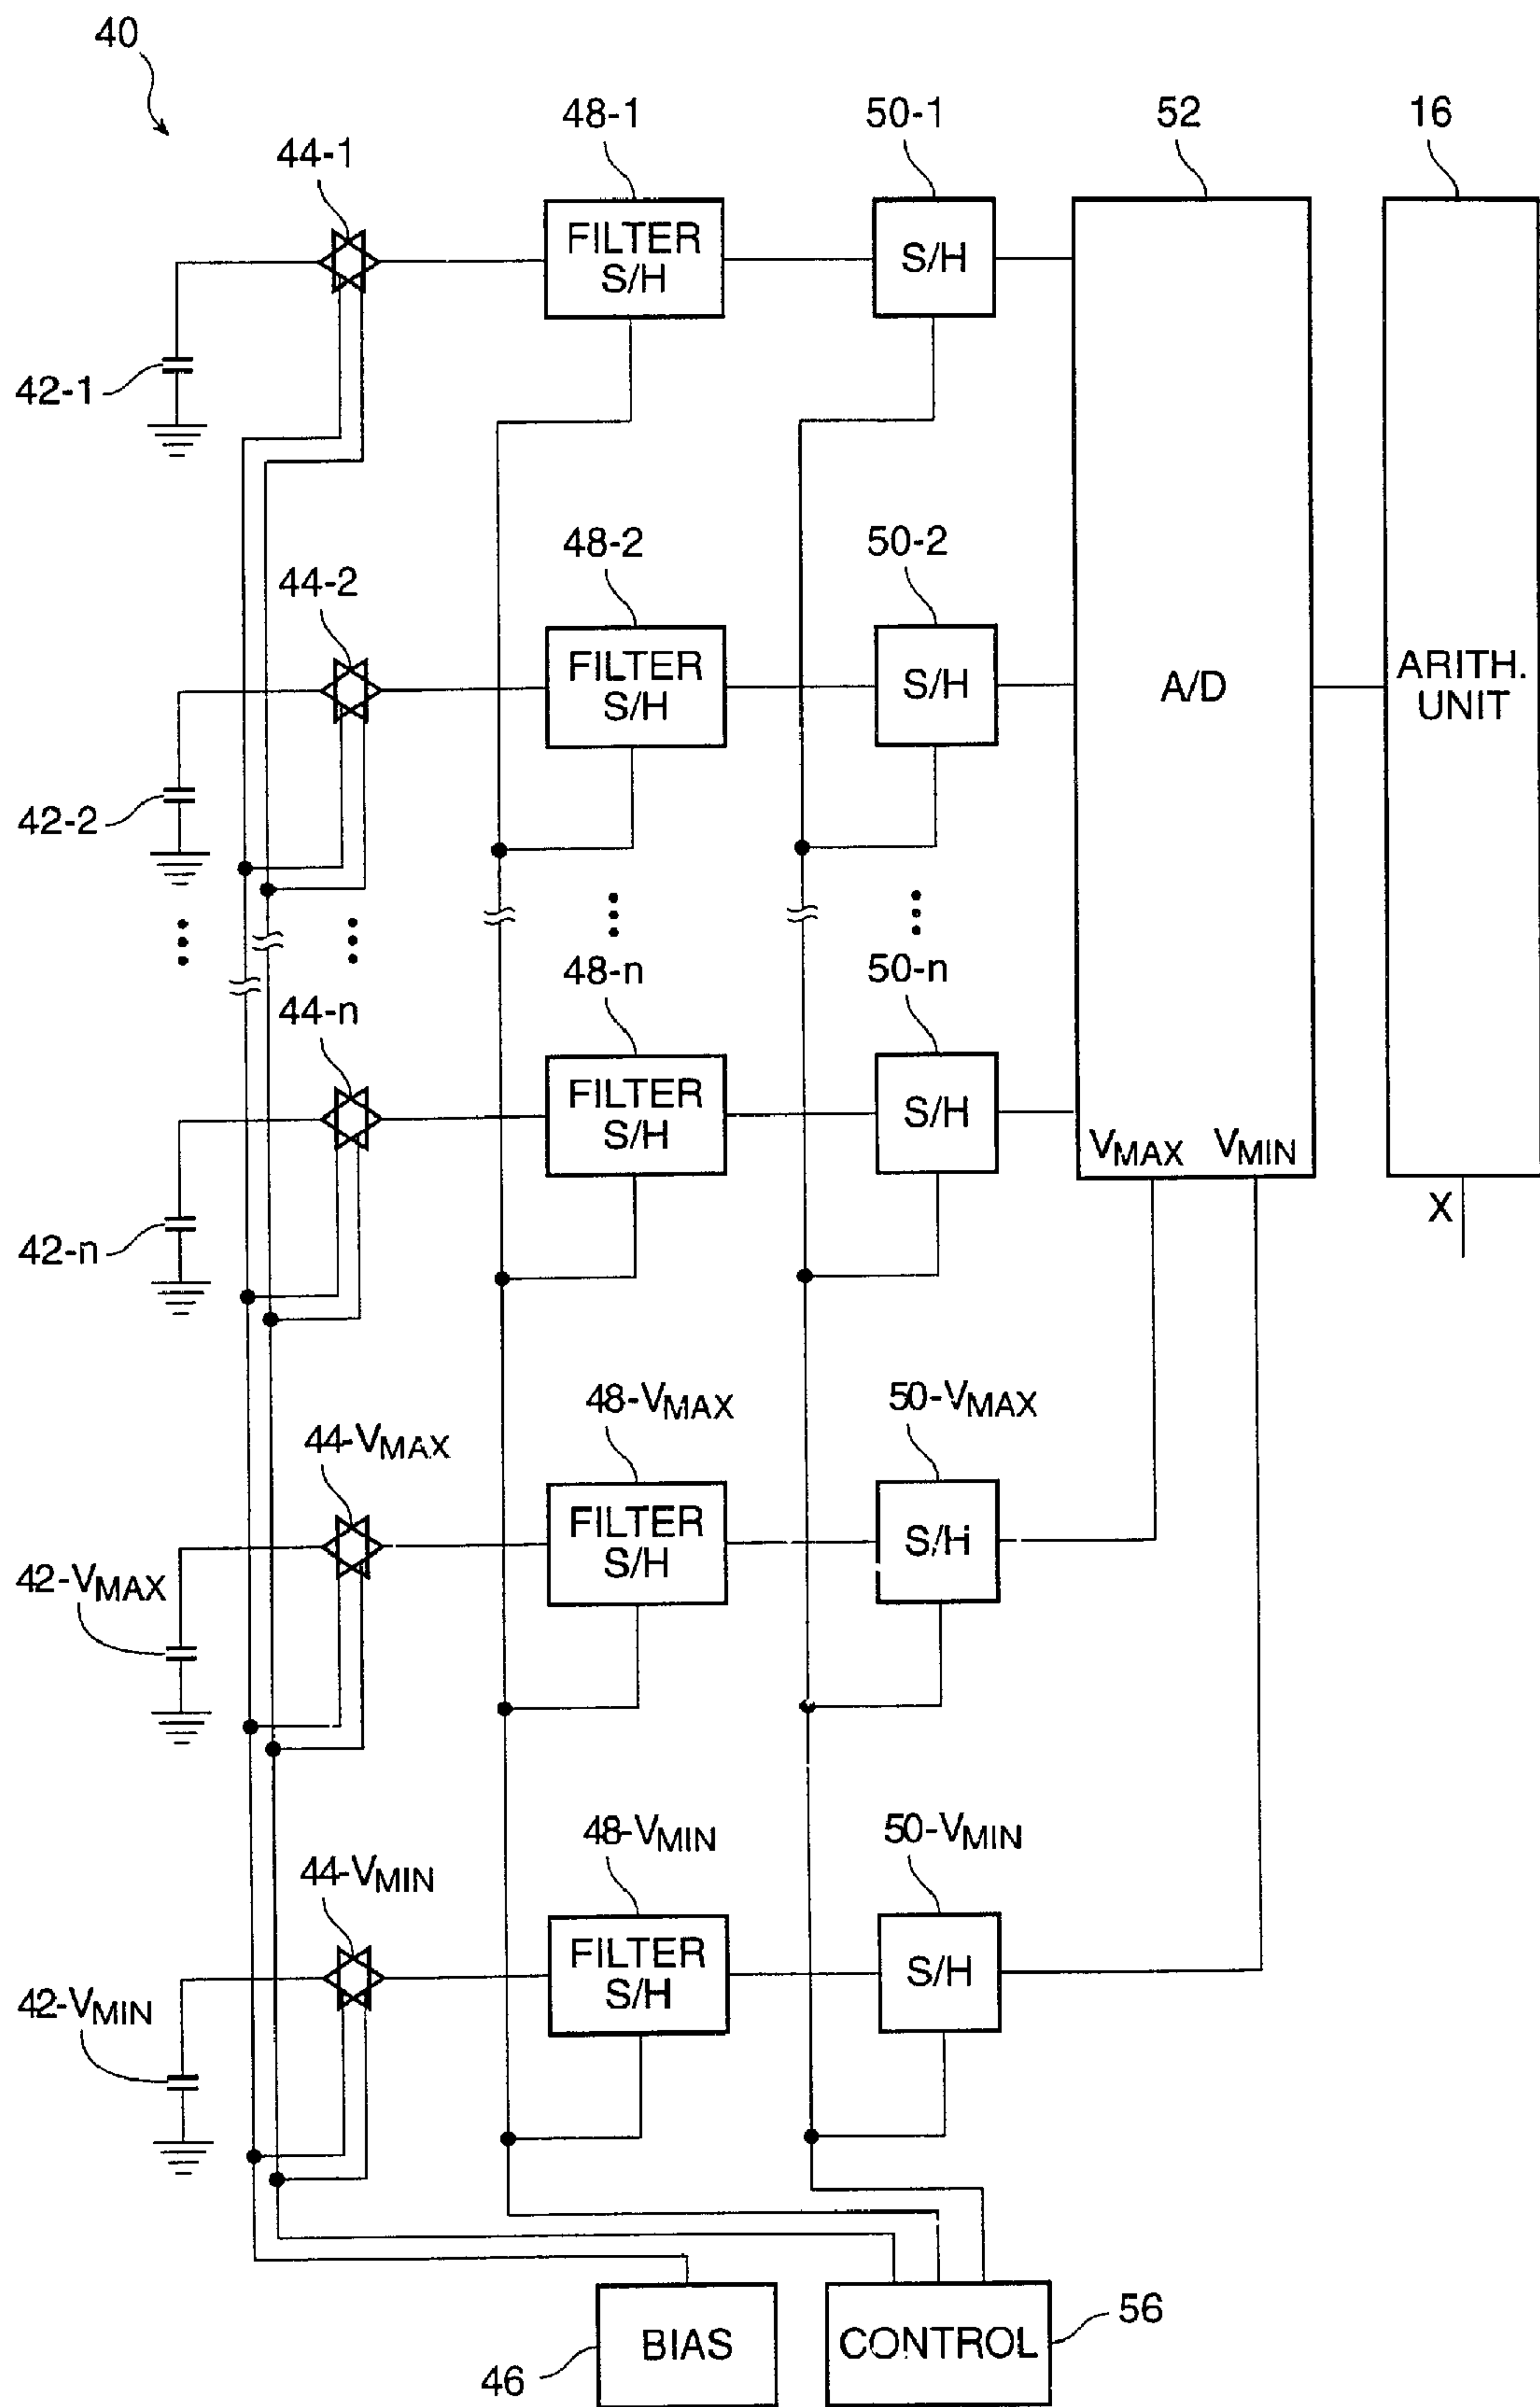 40
48-1
50-1
52
16
44-1
FILTER
S/H
S/H
42-1
48-2
50-2
44-2
FILTER
S/H
S/H
A/D
ARITH.
UNIT
42-2
48-n
50-n
44-n
FILTER
S/H
S/H
VMAX VMIN
X
42-n
48-VMAX
50-VMAX
44-VMAX
FILTER
S/H
S/H
42-VMAX
48-VMIN
50-VMIN
44-VMIN
FILTER
S/H
S/H
42-VMIN
56
BIAS
CONTROL
46